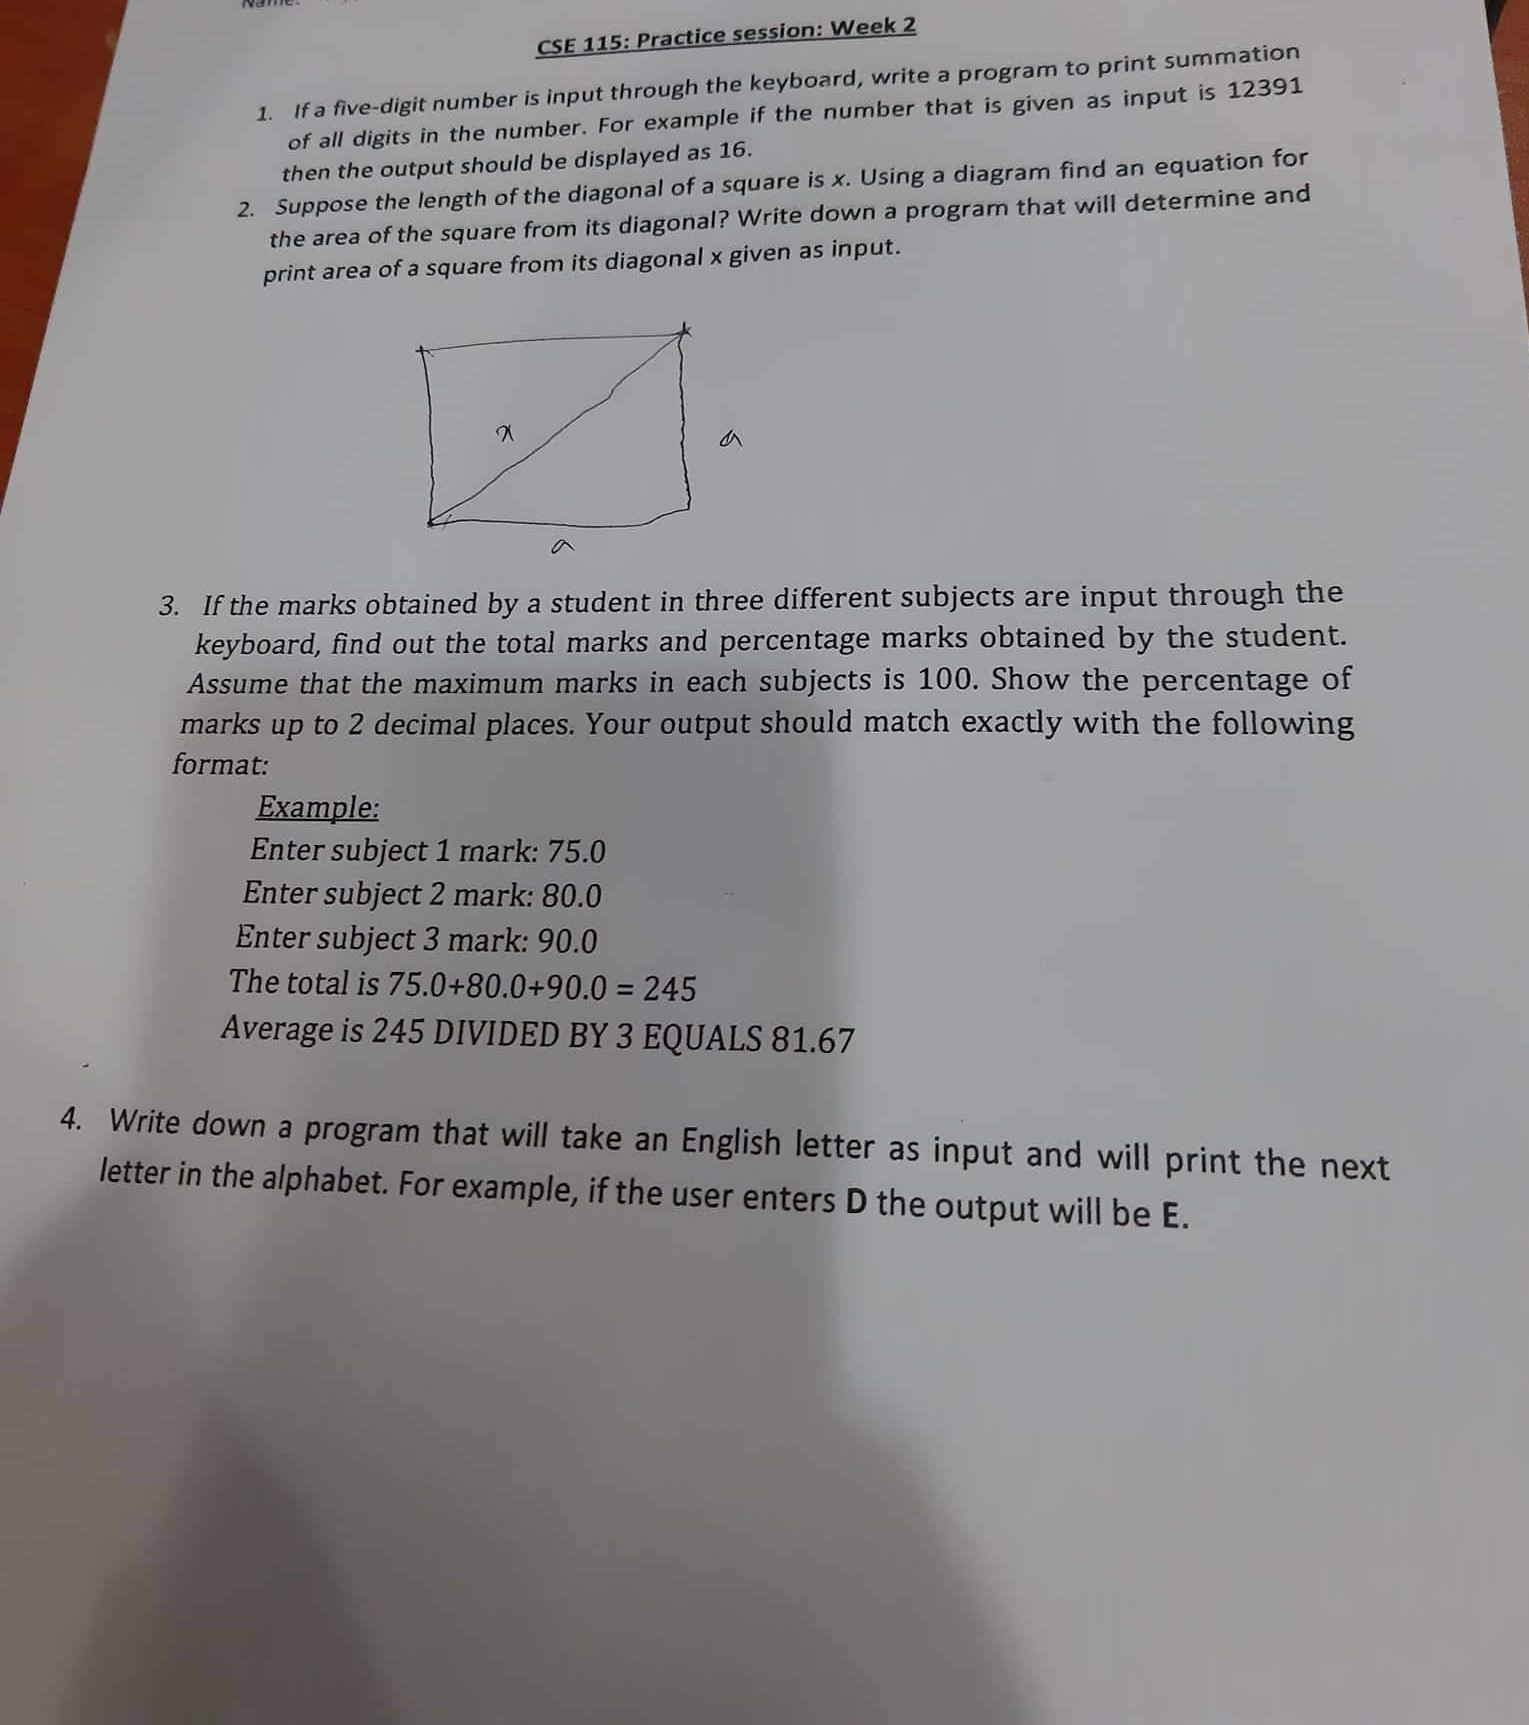 Name:
CSE 115: Practice session: Week 2
1. If a five-digit number is input through the keyboard, write a program to print summation
of all digits in the number. For example if the number that is given as input is 12391
then the output should be displayed as 16.
2. Suppose the length of the diagonal of a square is x. Using a diagram find an equation for
the area of the square from its diagonal? Write down a program that will determine and
print area of a square from its diagonal x given as input.
x
a
a
3. If the marks obtained by a student in three different subjects are input through the
keyboard, find out the total marks and percentage marks obtained by the student.
Assume that the maximum marks in each subjects is 100. Show the percentage of
marks up to 2 decimal places. Your output should match exactly with the following
format:
Example:
Enter subject 1 mark: 75.0
Enter subject 2 mark: 80.0
Enter subject 3 mark: 90.0
The total is 75.0+80.0+90.0 = 245
Average is 245 DIVIDED BY 3 EQUALS 81.67
4. Write down a program that will take an English letter as input and will print the next
letter in the alphabet. For example, if the user enters D the output will be E.